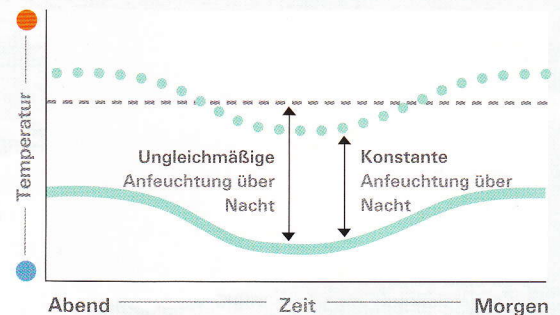 Temperatur
Ungleichmäßige
Anfeuchtung über
Nacht
Konstante
Anfeuchtung über
Nacht
Abend
Zeit
Morgen